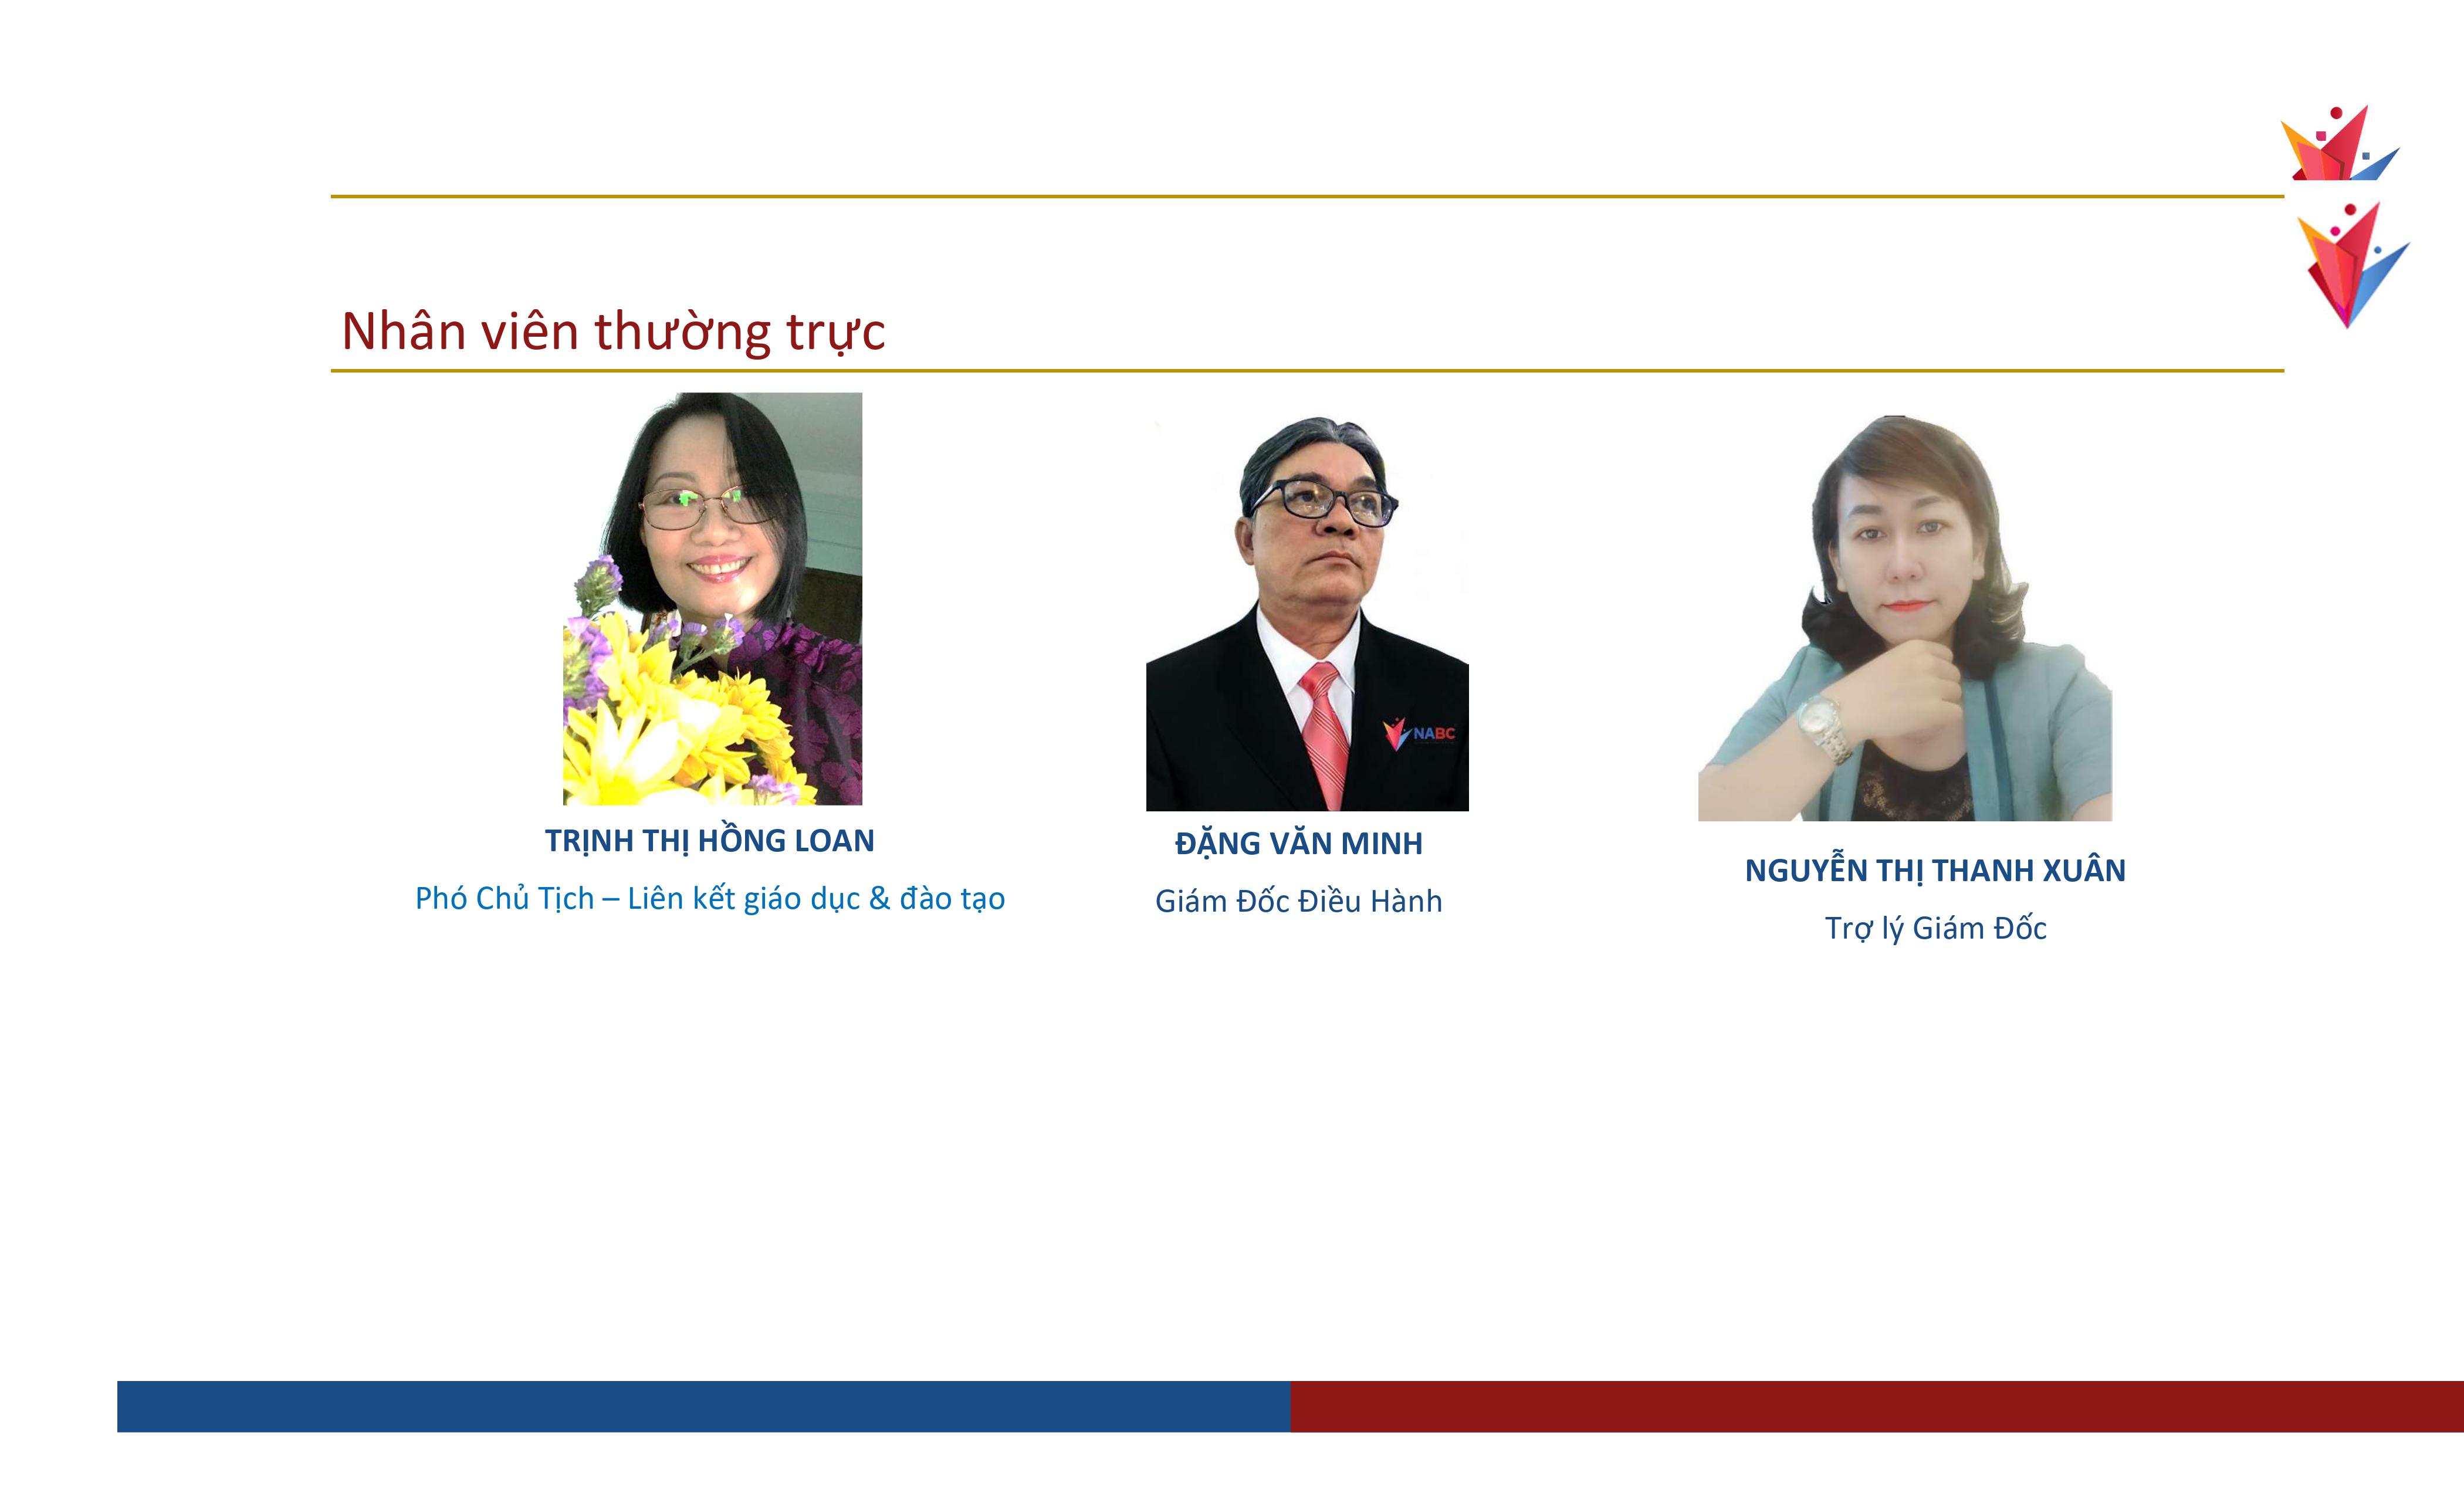 Nhân viên thường trực
NABC
TRỊNH THỊ HỒNG LOAN
Phó Chủ Tịch – Liên kết giáo dục & đào tạo
ĐẶNG VĂN MINH
Giám Đốc Điều Hành
NGUYỄN THỊ THANH XUÂN
Trợ lý Giám Đốc